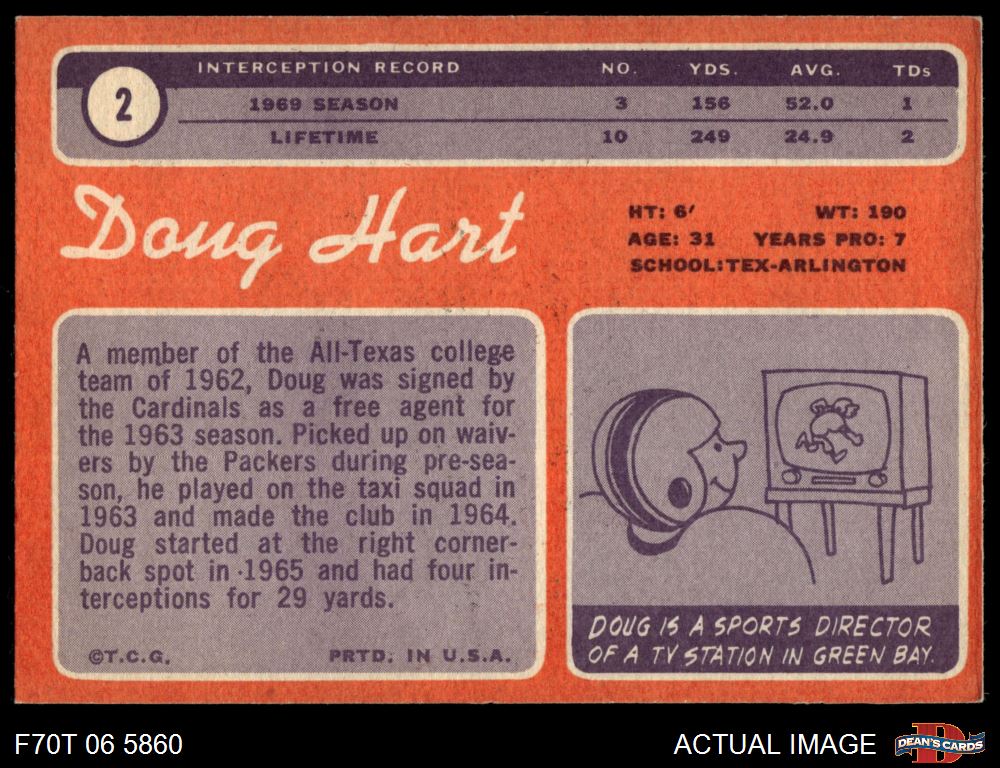 2
INTERCEPTION RECORD NO. YDS. AVG. TDs
1969 SEASON 3 156 52.0 1
LIFETIME 10 249 24.9 2
Doug Hart
HT: 6' WT: 190
AGE: 31 YEARS PRO: 7
SCHOOL: TEX-ARLINGTON
A member of the All-Texas college
team of 1962, Doug was signed by
the Cardinals as a free agent for
the 1963 season. Picked up on waiv-
ers by the Packers during pre-sea-
son, he played on the taxi squad in
1963 and made the club in 1964.
Doug started at the right corner-
back spot in 1965 and had four in-
terceptions for 29 yards.
©T.C.G. PRTD. IN U.S.A.
DOUG IS A SPORTS DIRECTOR
OF A TV STATION IN GREEN BAY.
F70T 06 5860
ACTUAL IMAGE
D
DEAN'S CARDS